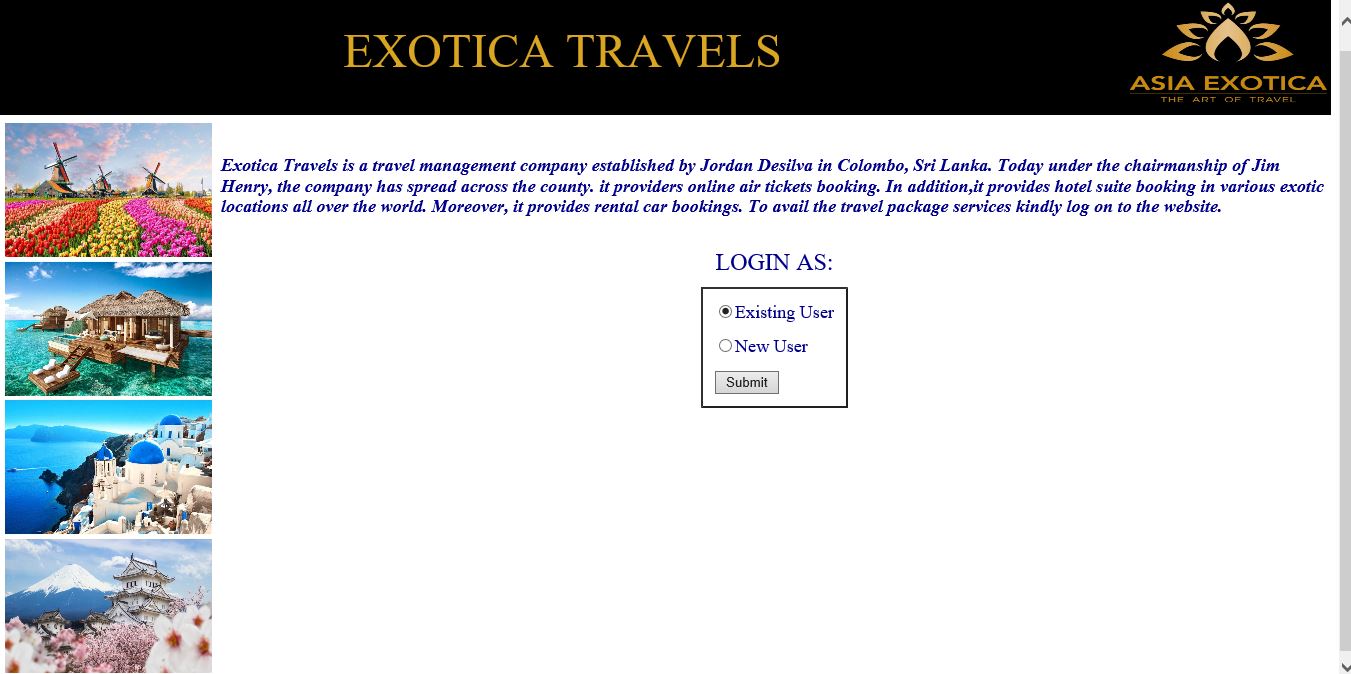 EXOTICA TRAVELS
ASIA EXOTICA
THE ART OF TRAVEL
Exotica Travels is a travel management company established by Jordan Desilva in Colombo, Sri Lanka. Today under the chairmanship of Jim
Henry, the company has spread across the county. it providers online air tickets booking. In addition,it provides hotel suite booking in various exotic
locations all over the world. Moreover, it provides rental car bookings. To avail the travel package services kindly log on to the website.
LOGIN AS:
Existing User
New User
Submit